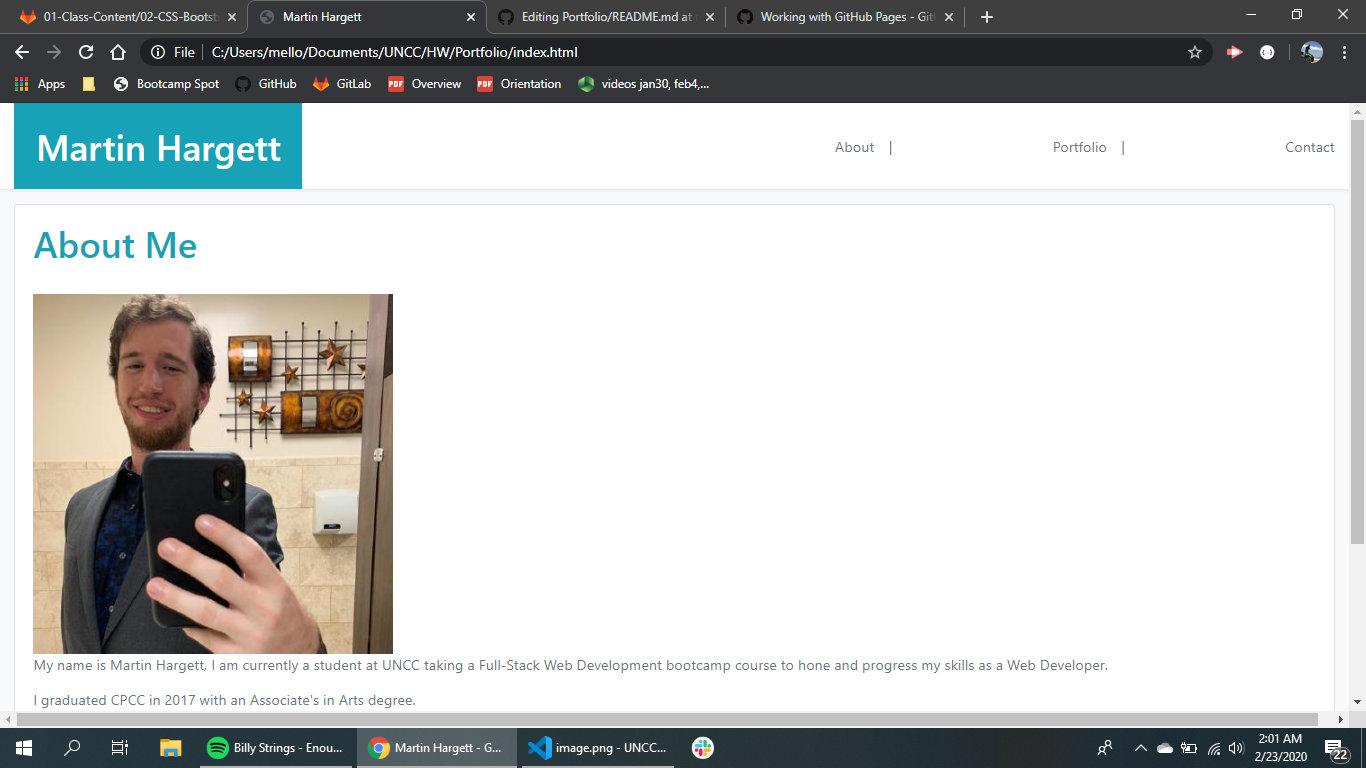 01-Class-Content/02-CSS-Bootst
Martin Hargett
Editing Portfolio/README.md at
Working with GitHub Pages - Git
File
C:/Users/mello/Documents/UNCC/HW/Portfolio/index.html
Apps
Bootcamp Spot
GitHub
GitLab
PDF Overview
PDF Orientation
videos jan30, feb4,...
Martin Hargett
About |
Portfolio |
Contact
About Me
My name is Martin Hargett, I am currently a student at UNCC taking a Full-Stack Web Development bootcamp course to hone and progress my skills as a Web Developer.
I graduated CPCC in 2017 with an Associate's in Arts degree.
Billy Strings - Enou...
Martin Hargett - G...
image.png - UNCC...
2:01 AM
2/23/2020
22